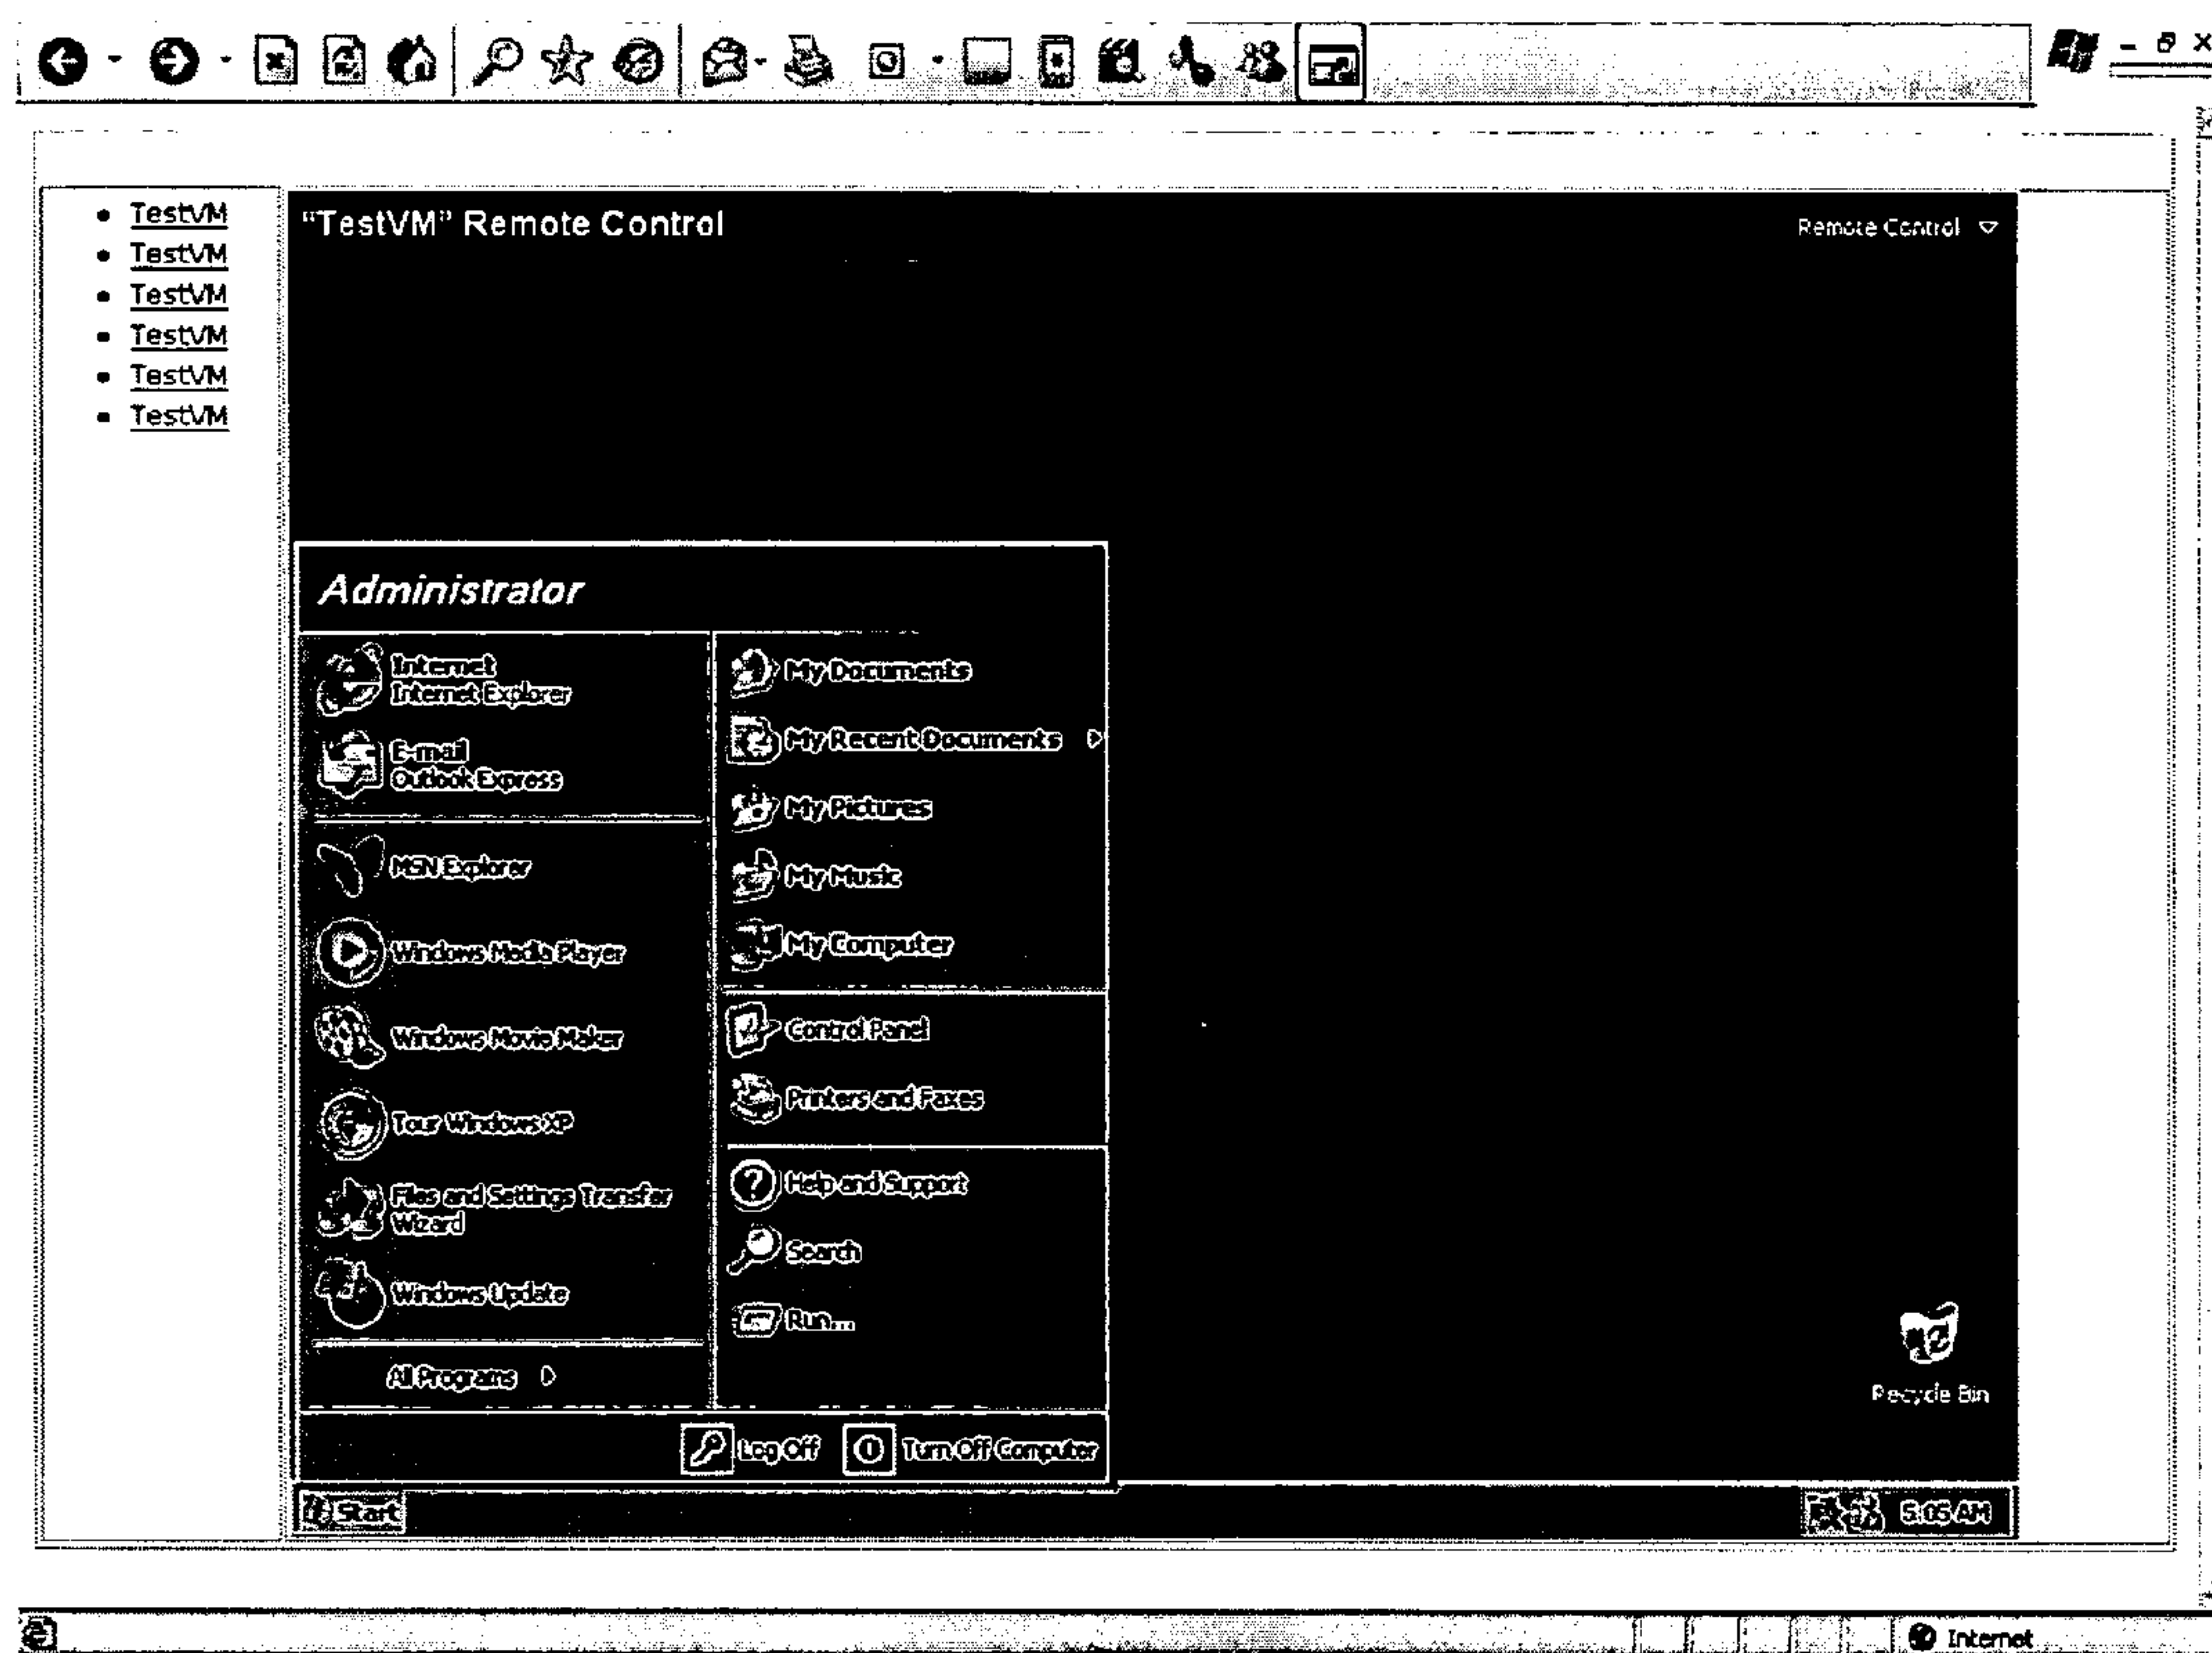 TestVM
TestVM
TestVM
TestVM
TestVM
TestVM
“TestVM” Remote Control
Remote Control
Administrator
Internet
Internet Explorer
E-mail
Outlook Express
MSN Explorer
Windows Media Player
Windows Movie Maker
Tour Windows XP
Files and Settings Transfer
Wizard
Windows Update
All Programs
My Documents
My Recent Documents
My Pictures
My Music
My Computer
Control Panel
Printers and Faxes
Help and Support
Search
Run...
Log Off
Turn Off Computer
Recycle Bin
Start
5:05 AM
Internet